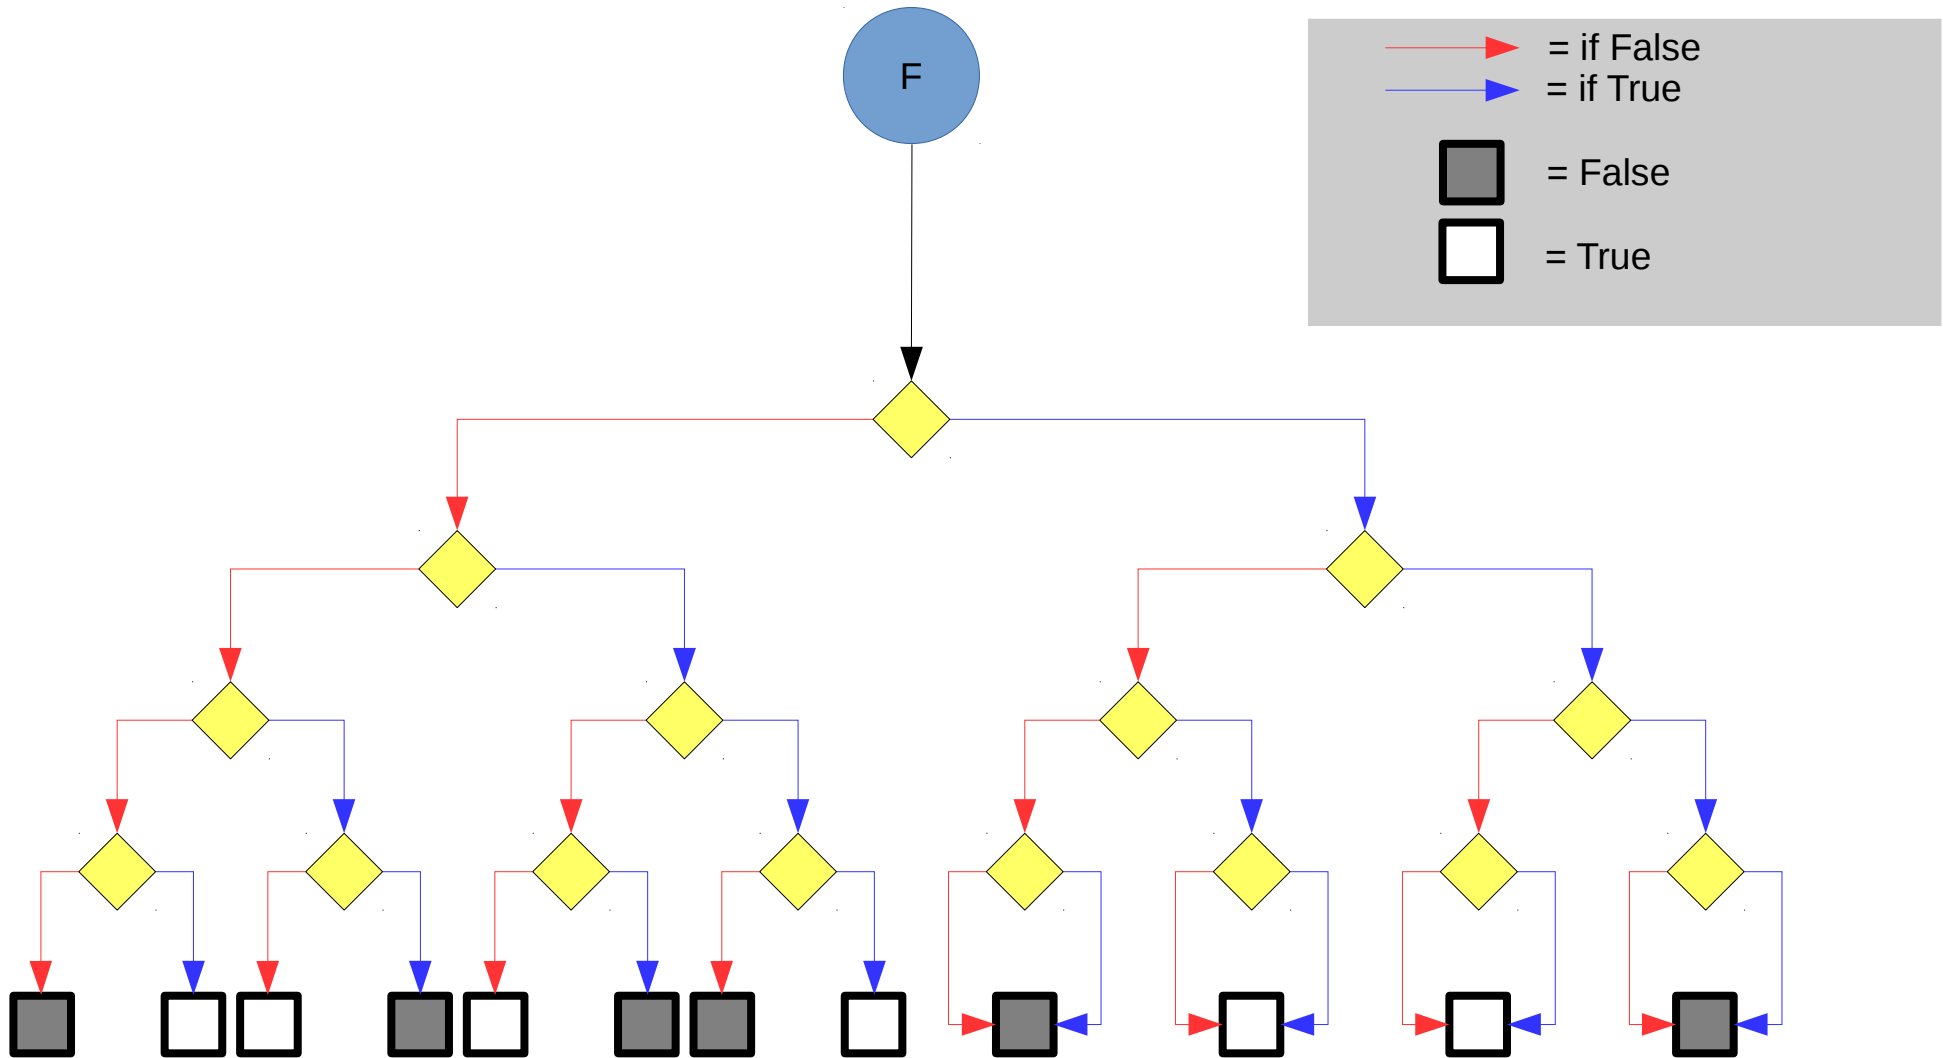 F
= if False
= if True
= False
= True